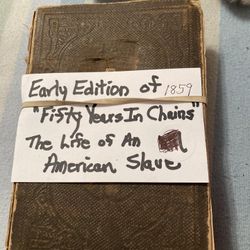 Early Edition of 1859
"Fifty Years In Chains"
The Life of An
American Slave